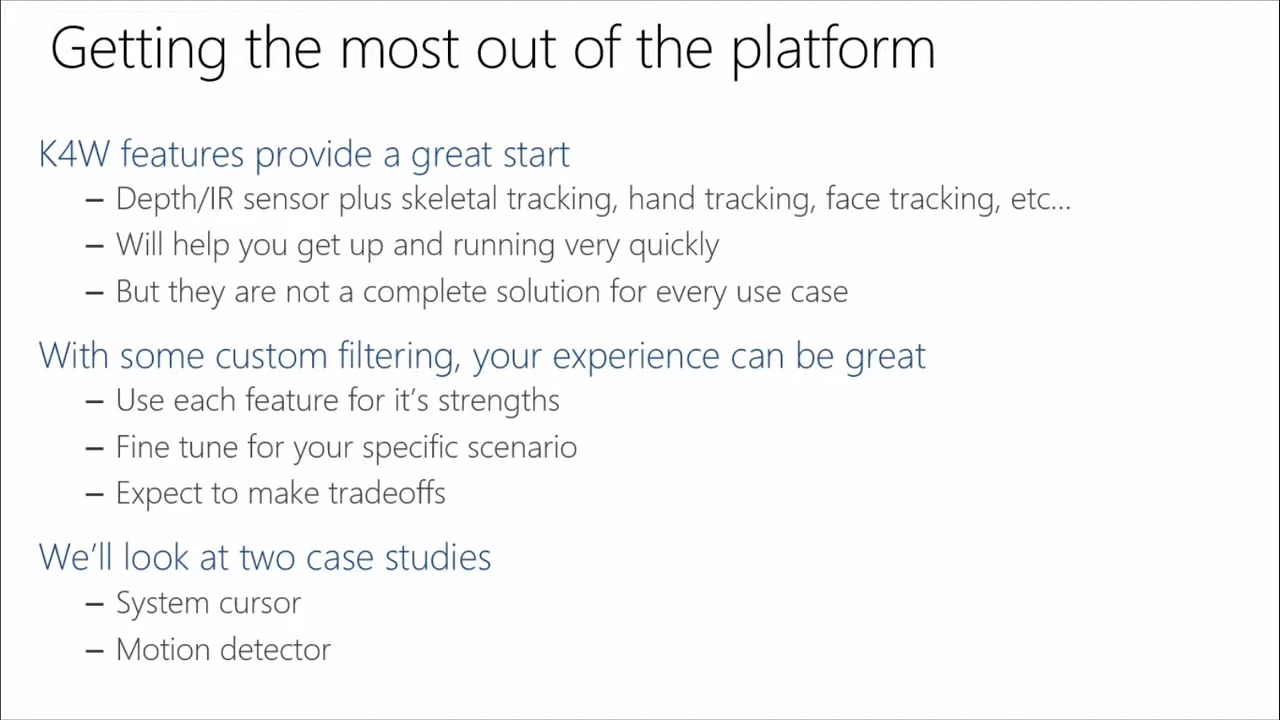 Getting the most out of the platform
K4W features provide a great start
– Depth/IR sensor plus skeletal tracking, hand tracking, face tracking, etc...
– Will help you get up and running very quickly
– But they are not a complete solution for every use case
With some custom filtering, your experience can be great
– Use each feature for it’s strengths
– Fine tune for your specific scenario
– Expect to make tradeoffs
We’ll look at two case studies
– System cursor
– Motion detector